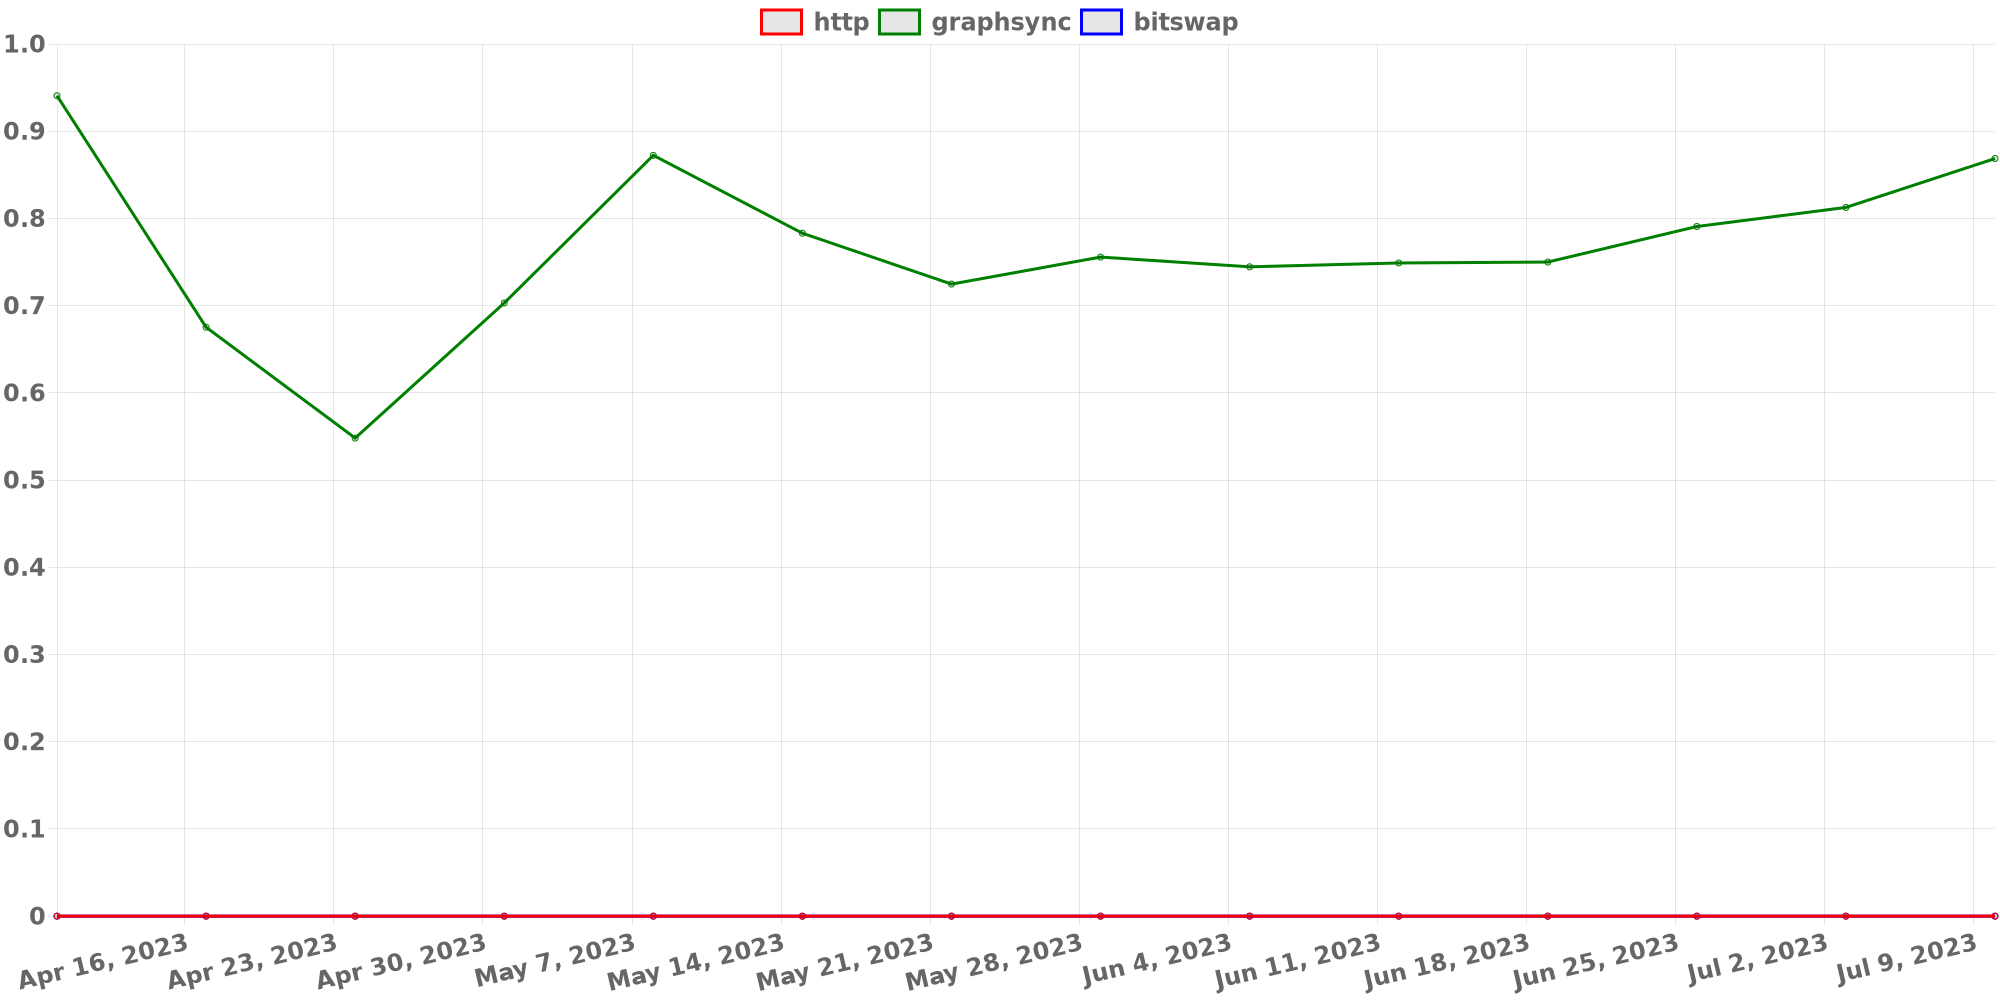 http graphsync bitswap
1.0
0.9
0.8
0.7
0.6
0.5
0.4
0.3
0.2
0.1
0
Apr 16, 2023
Apr 23, 2023
Apr 30, 2023
May 7, 2023
May 14, 2023
May 21, 2023
May 28, 2023
Jun 4, 2023
Jun 11, 2023
Jun 18, 2023
Jun 25, 2023
Jul 2, 2023
Jul 9, 2023